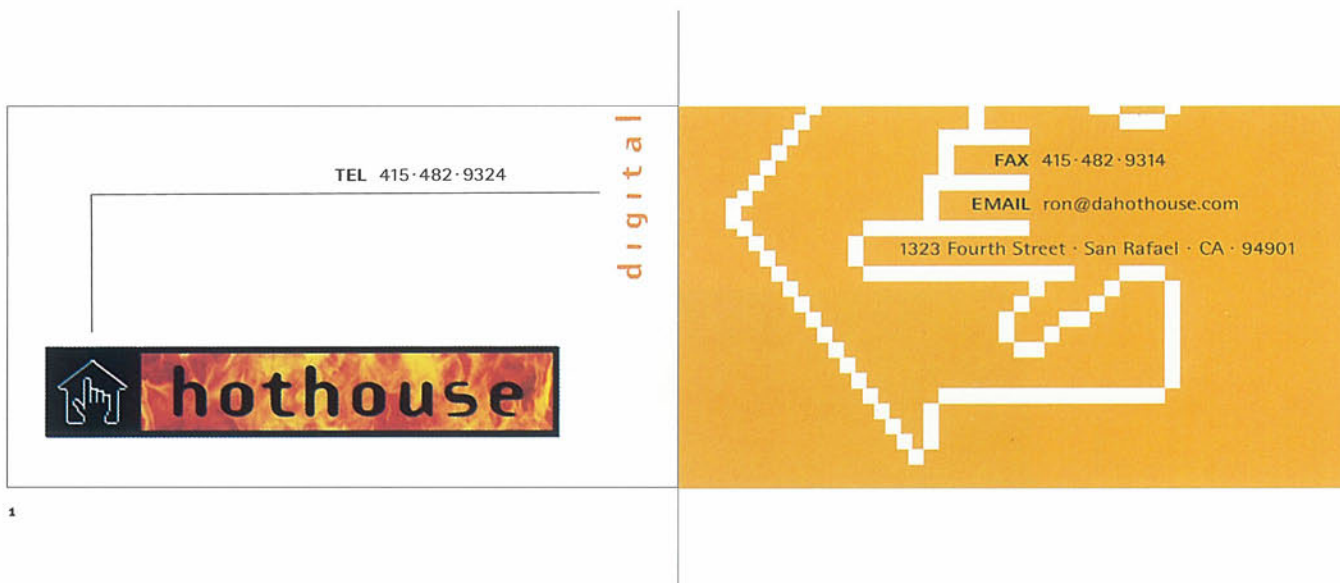 TEL 415·482·9324
digital
hothouse
FAX 415·482·9314
EMAIL ron@dahothouse.com
1323 Fourth Street · San Rafael · CA · 94901
1